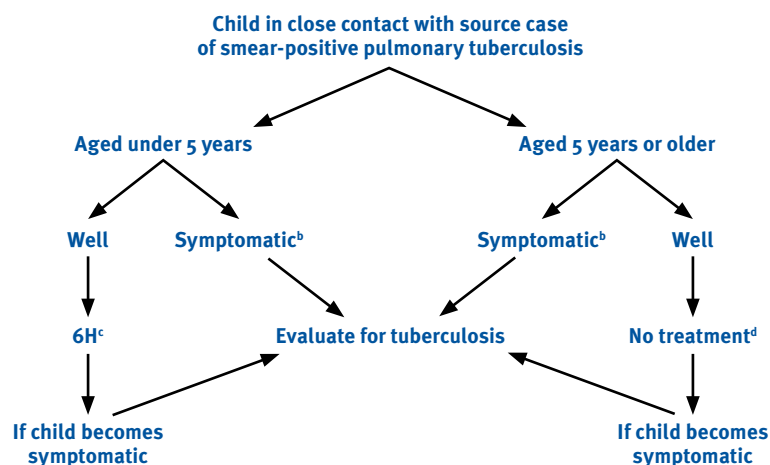 Child in close contact with source case
of smear-positive pulmonary tuberculosis
Aged under 5 years
Aged 5 years or older
Well
Symptomaticᵇ
Symptomaticᵇ
Well
6Hᶜ
Evaluate for tuberculosis
No treatmentᵈ
If child becomes
symptomatic
If child becomes
symptomatic